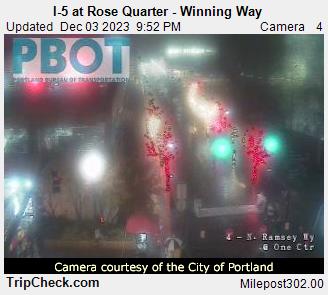 I-5 at Rose Quarter - Winning Way
Updated Dec 03 2023 9:52 PM Camera 4
PBOT
PORTLAND BUREAU OF TRANSPORTATION
4 - N. Ramsey Wy
@ One Ctr
Camera courtesy of the City of Portland
TripCheck.com Milepost302.00